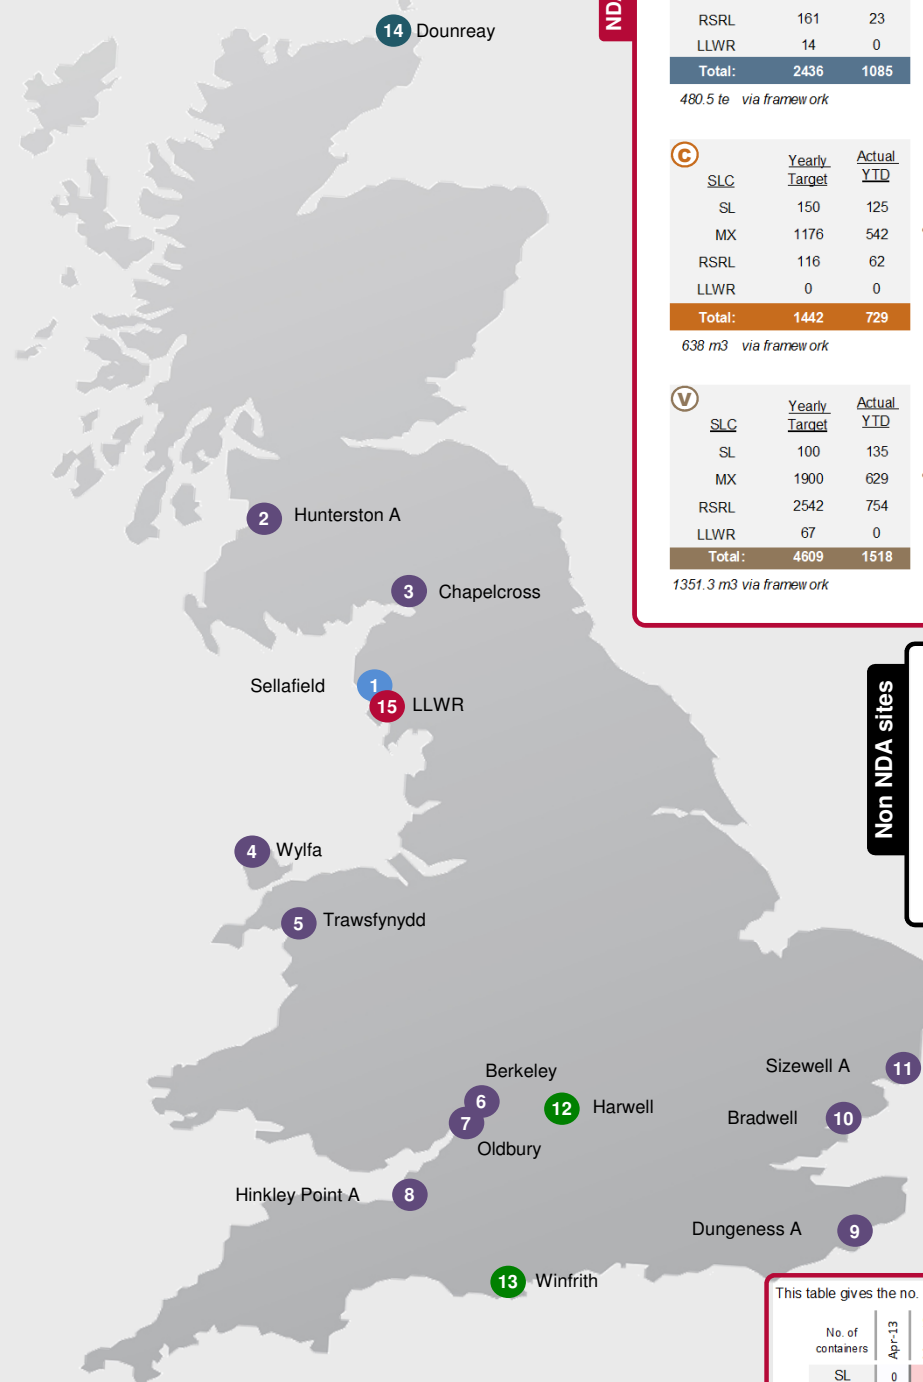 14 Dounreay
NDA
RSRL 161 23
LLWR 14 0
Total: 2436 1085
480.5 te via framework
C
SLC Yearly Target Actual YTD
SL 150 125
MX 1176 542
RSRL 116 62
LLWR 0 0
Total: 1442 729
638 m3 via framework
V
SLC Yearly Target Actual YTD
SL 100 135
MX 1900 629
RSRL 2542 754
LLWR 67 0
Total: 4609 1518
1351.3 m3 via framework
2 Hunterston A
3 Chapelcross
Sellafield 1
15 LLWR
Non NDA sites
4 Wylfa
5 Trawsfynydd
Sizewell A 11
Berkeley
6
12 Harwell
Bradwell 10
7
Oldbury
Hinkley Point A 8
Dungeness A 9
13 Winfrith
This table gives the no.
No. of containers Apr-13
SL 0